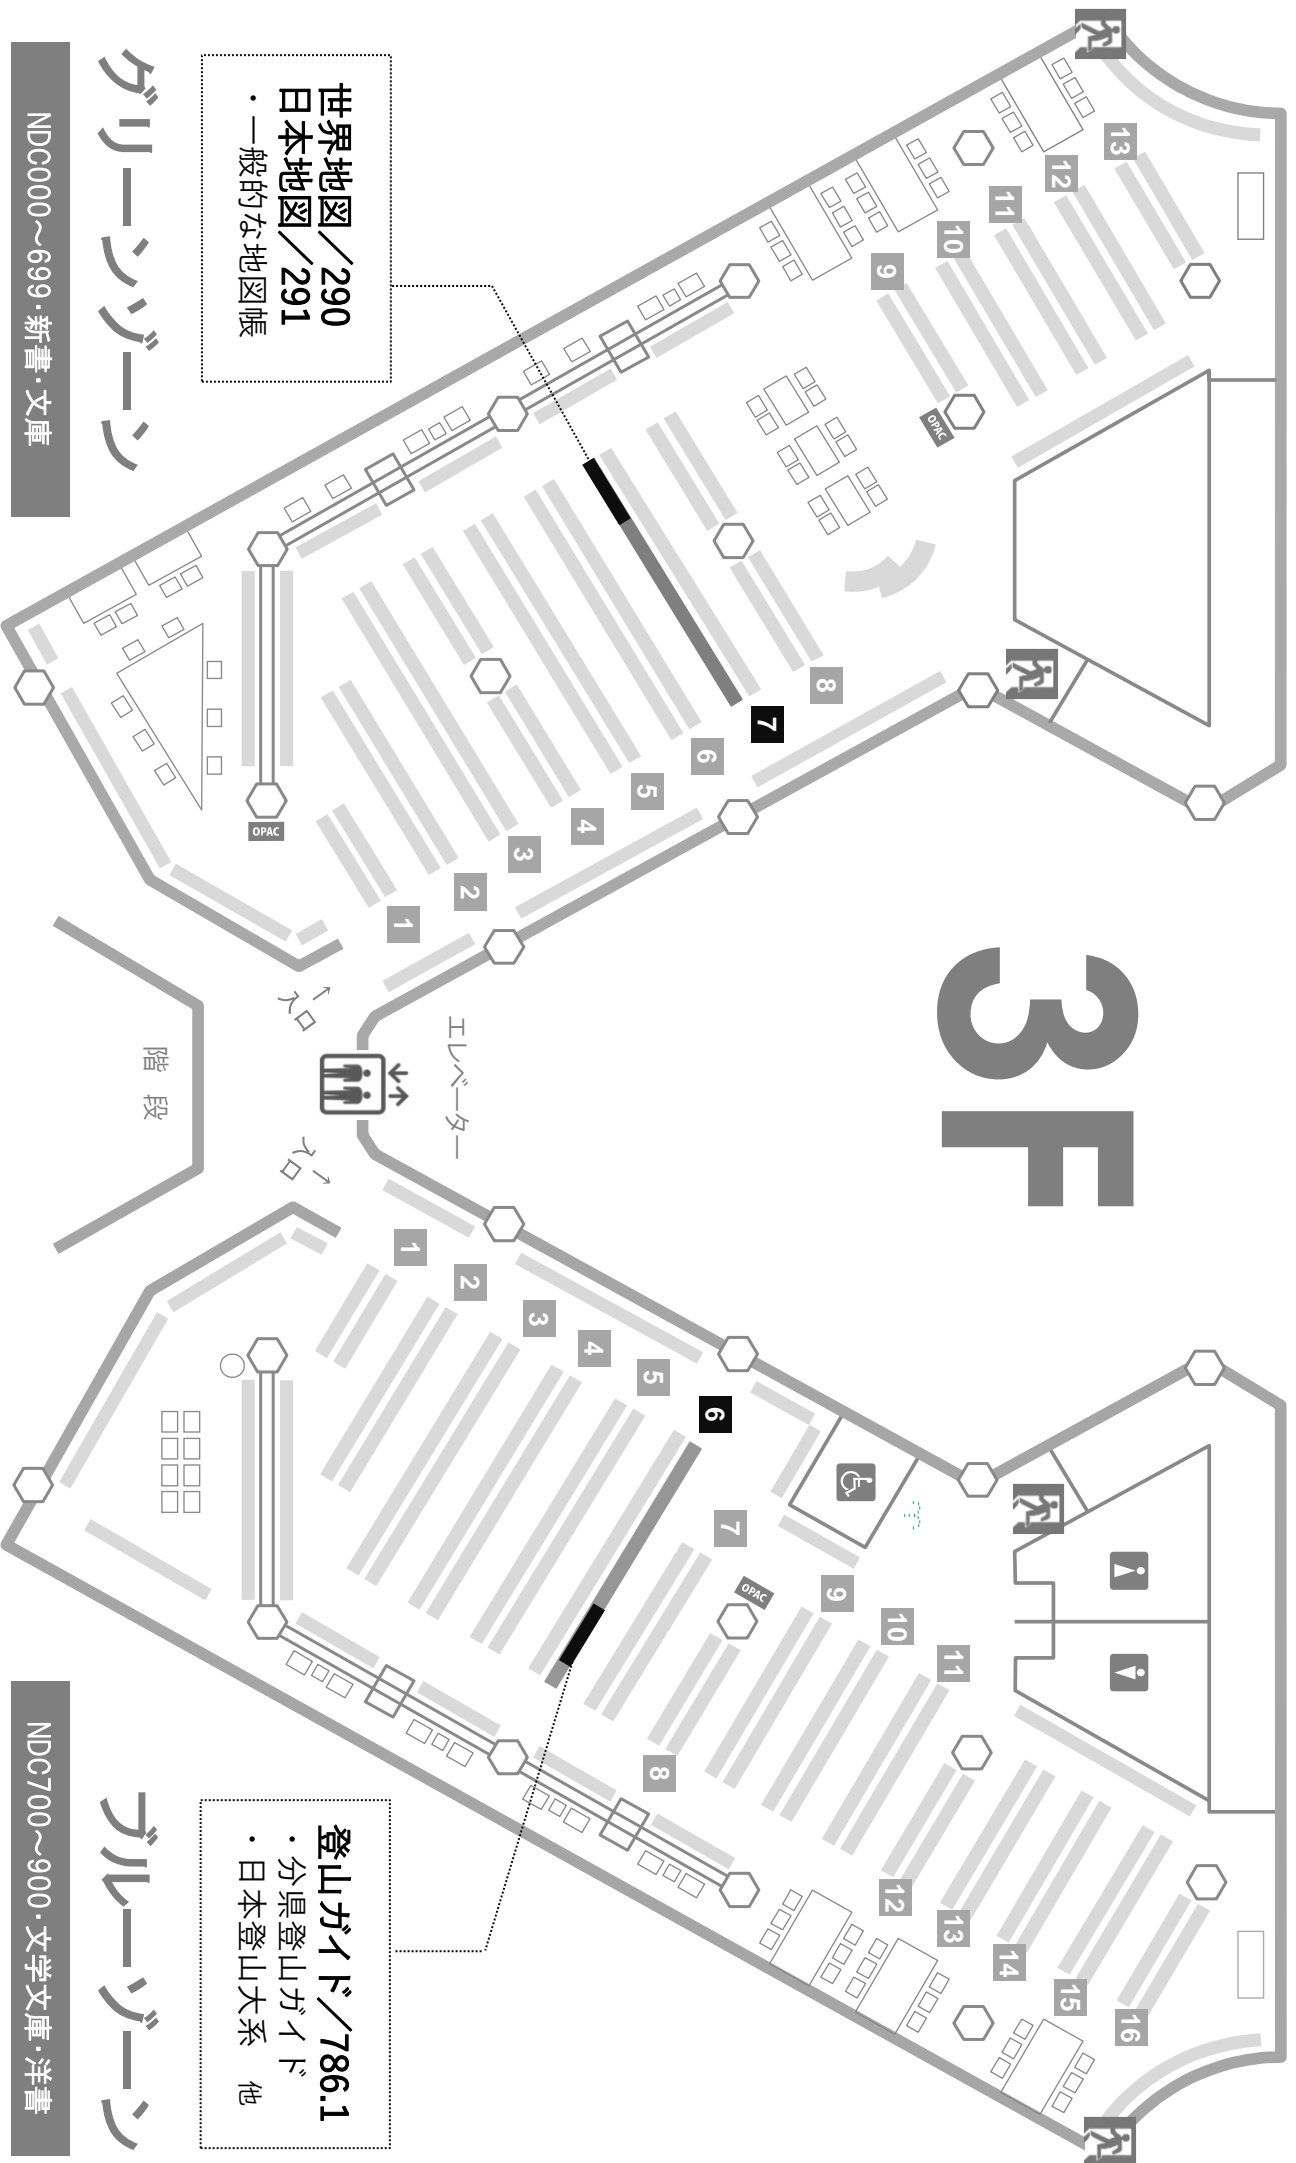 3F
グリーンゾーン
NDC000～699・新書・文庫
世界地図／290
日本地図／291
・一般的な地図帳
13
12
11
10
9
OPAC
8
7
6
5
4
3
2
1
OPAC
入口
→
階 段
エレベーター
入口
→
1
2
3
4
5
6
7
OPAC
8
9
10
11
12
13
14
15
16
登山ガイド／786.1
・分県登山ガイド
・日本登山大系 他
ブルーゾーン
NDC700～900・文学文庫・洋書